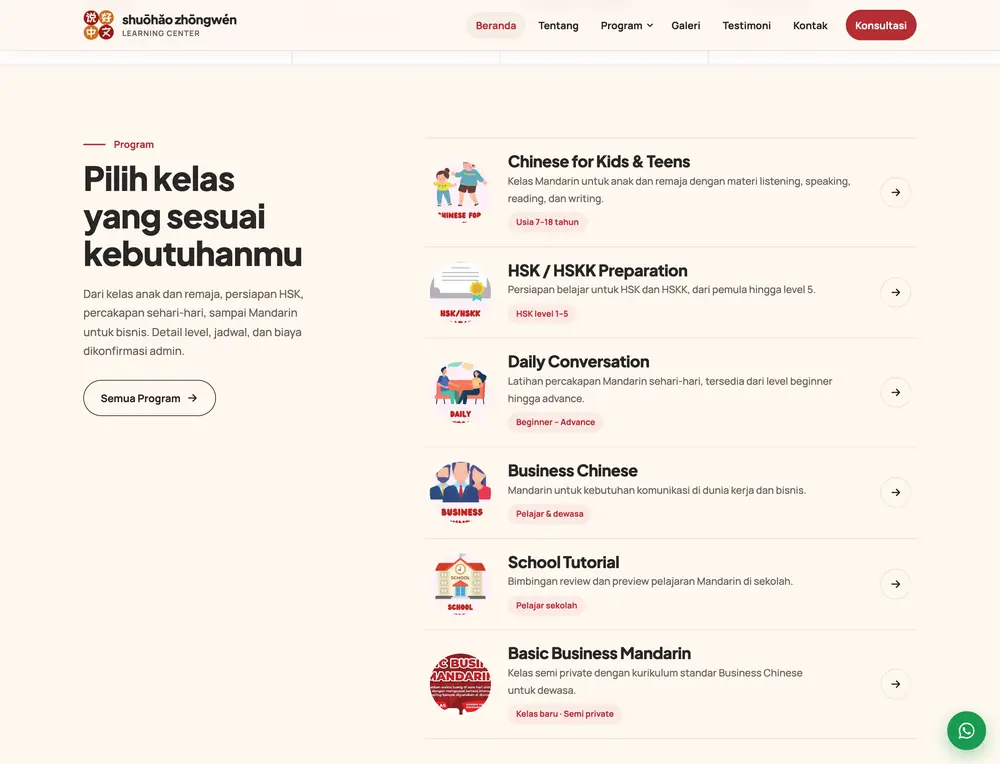 说 好
中 文
shuōhǎo zhōngwén
LEARNING CENTER
Beranda
Tentang
Program
Galeri
Testimoni
Kontak
Konsultasi
Program
Pilih kelas
yang sesuai
kebutuhanmu
Dari kelas anak dan remaja, persiapan HSK,
percakapan sehari-hari, sampai Mandarin
untuk bisnis. Detail level, jadwal, dan biaya
dikonfirmasi admin.
Semua Program →
CHINESE FOR
Chinese for Kids & Teens
Kelas Mandarin untuk anak dan remaja dengan materi listening, speaking,
reading, dan writing.
Usia 7–18 tahun
HSK/HSKK
HSK / HSKK Preparation
Persiapan belajar untuk HSK dan HSKK, dari pemula hingga level 5.
HSK level 1–5
DAILY
Daily Conversation
Latihan percakapan Mandarin sehari-hari, tersedia dari level beginner
hingga advance.
Beginner – Advance
BUSINESS
Business Chinese
Mandarin untuk kebutuhan komunikasi di dunia kerja dan bisnis.
Pelajar & dewasa
SCHOOL
SCHOOL
School Tutorial
Bimbingan review dan preview pelajaran Mandarin di sekolah.
Pelajar sekolah
C BUSI
MANDARIN
Basic Business Mandarin
Kelas semi private dengan kurikulum standar Business Chinese
untuk dewasa.
Kelas baru · Semi private